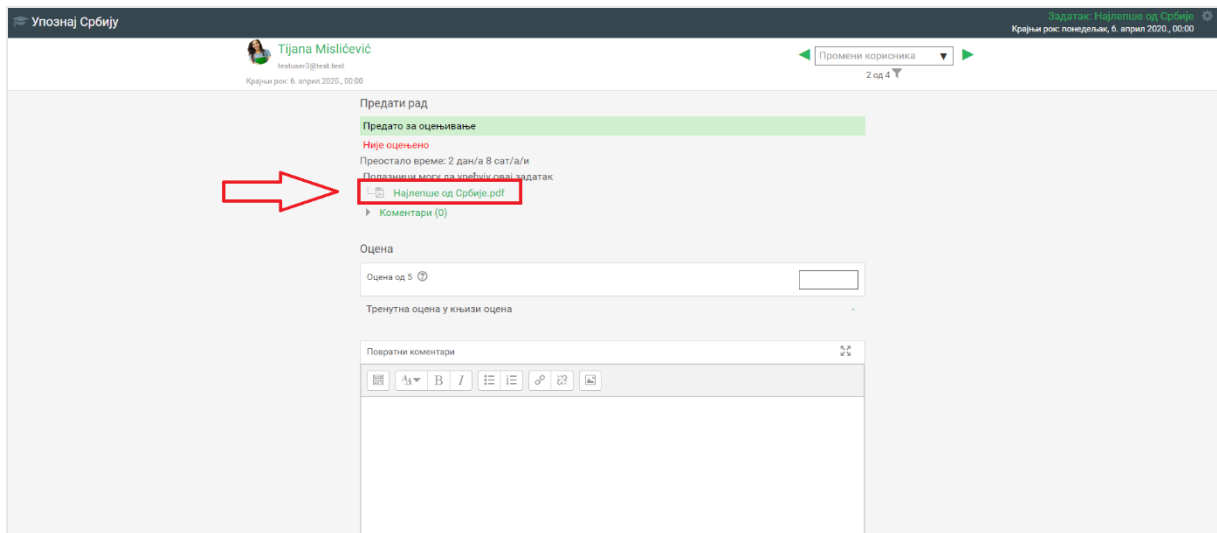 Упознај Србију
Задатак: Најлепше од Србије
Крајњи рок: понедељак, 6. април 2020., 00:00
Tijana Mislićević
testuser3@test.test
Крајњи рок: 6. април 2020., 00:00
Промени корисника
2 од 4
Предати рад
Предато за оцењивање
Није оцењено
Преостало време: 2 дан/а 8 сат/а/и
Полазници могу да уређују овај задатак
Најлепше од Србије.pdf
Коментари (0)
Оцена
Оцена од 5
Тренутна оцена у књизи оцена
-
Повратни коментари